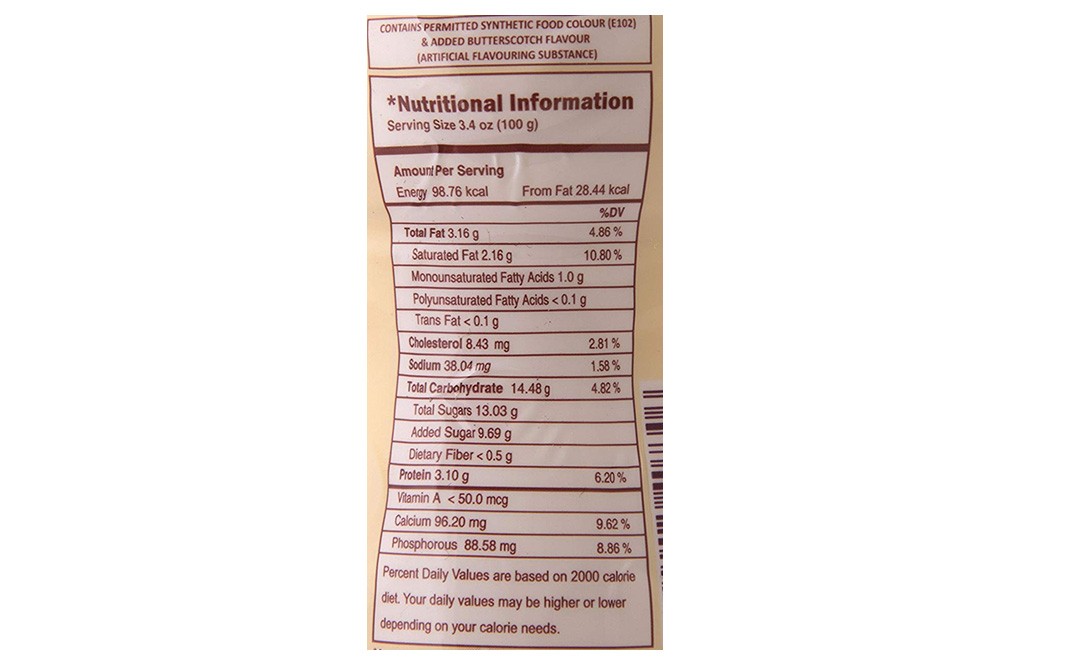 CONTAINS PERMITTED SYNTHETIC FOOD COLOUR (E102)
& ADDED BUTTERSCOTCH FLAVOUR
(ARTIFICIAL FLAVOURING SUBSTANCE)
*Nutritional Information
Serving Size 3.4 oz (100 g)
Amount Per Serving
Energy 98.76 kcal From Fat 28.44 kcal
%DV
Total Fat 3.16 g 4.86 %
Saturated Fat 2.16 g 10.80 %
Monounsaturated Fatty Acids 1.0 g
Polyunsaturated Fatty Acids < 0.1 g
Trans Fat < 0.1 g
Cholesterol 8.43 mg 2.81 %
Sodium 38.04 mg 1.58 %
Total Carbohydrate 14.48 g 4.82 %
Total Sugars 13.03 g
Added Sugar 9.69 g
Dietary Fiber < 0.5 g
Protein 3.10 g 6.20 %
Vitamin A < 50.0 mcg
Calcium 96.20 mg 9.62 %
Phosphorous 88.58 mg 8.86 %
Percent Daily Values are based on 2000 calorie
diet. Your daily values may be higher or lower
depending on your calorie needs.